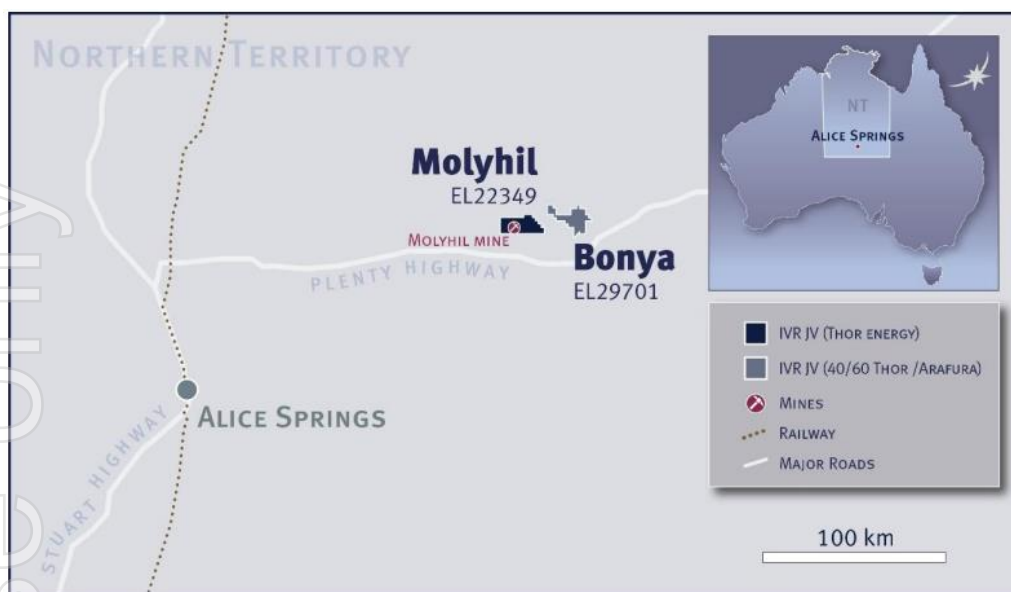 NORTHERN TERRITORY
NT
ALICE SPRINGS
Molyhil
EL22349
MOLYHIL MINE
PLENTY HIGHWAY
Bonya
EL29701
IVR JV (THOR ENERGY)
IVR JV (40/60 THOR /ARAFURA)
MINES
RAILWAY
MAJOR ROADS
ALICE SPRINGS
STUART HIGHWAY
100 km
only